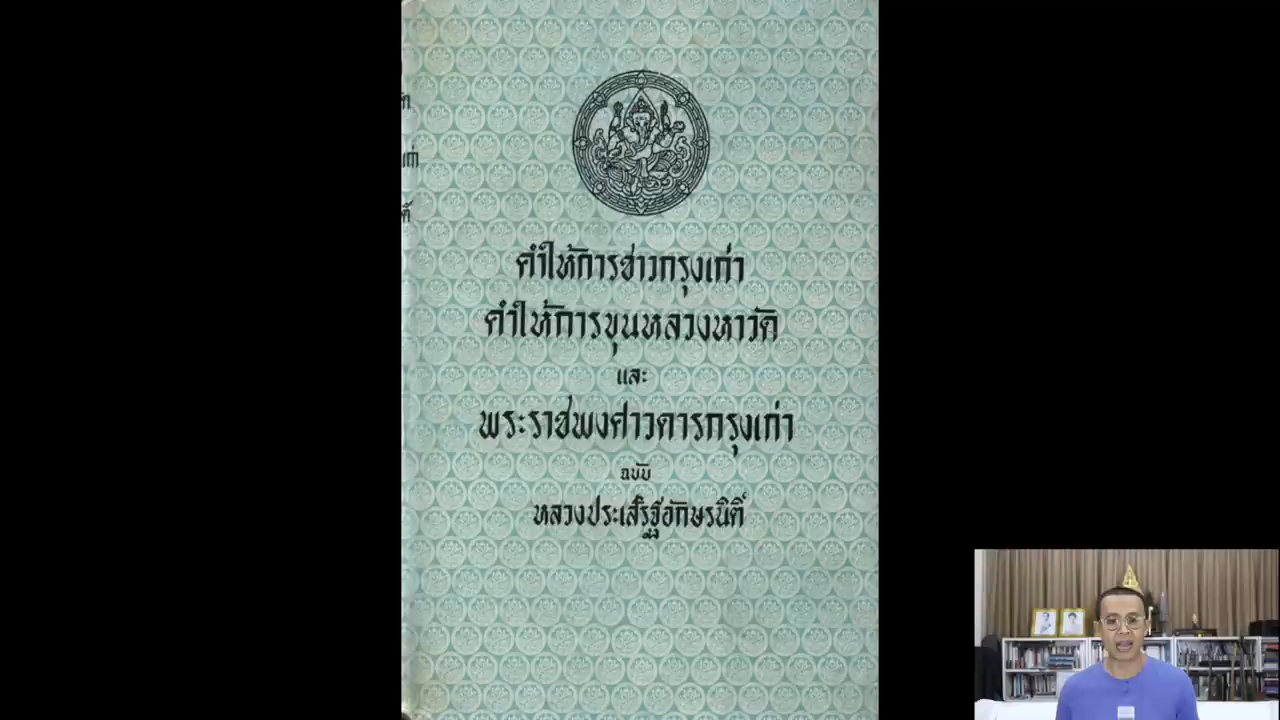 คำให้การชาวกรุงเก่า
คำให้การขุนหลวงหาวัด
และ
พระราชพงศาวดารกรุงเก่า
ฉบับ
หลวงประเสริฐอักษรนิติ์